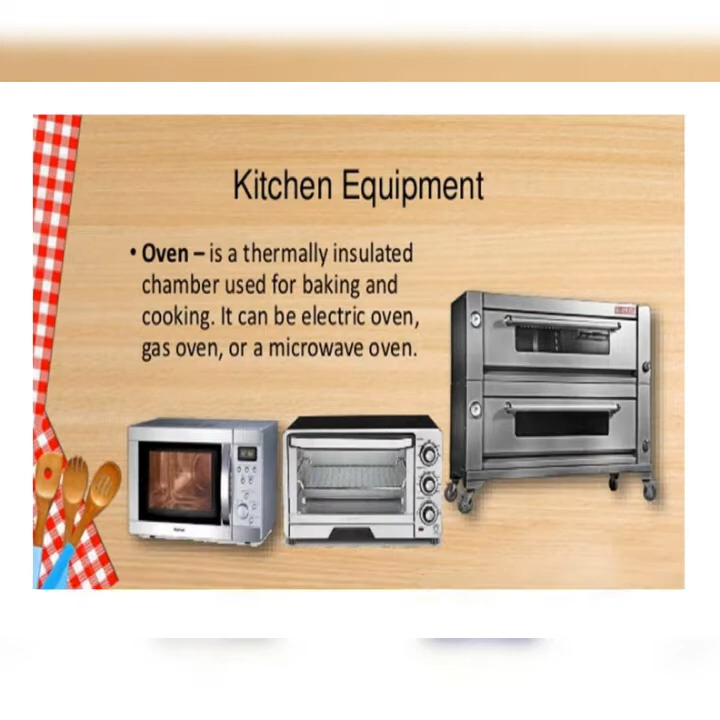 Kitchen Equipment
• Oven – is a thermally insulated
chamber used for baking and
cooking. It can be electric oven,
gas oven, or a microwave oven.